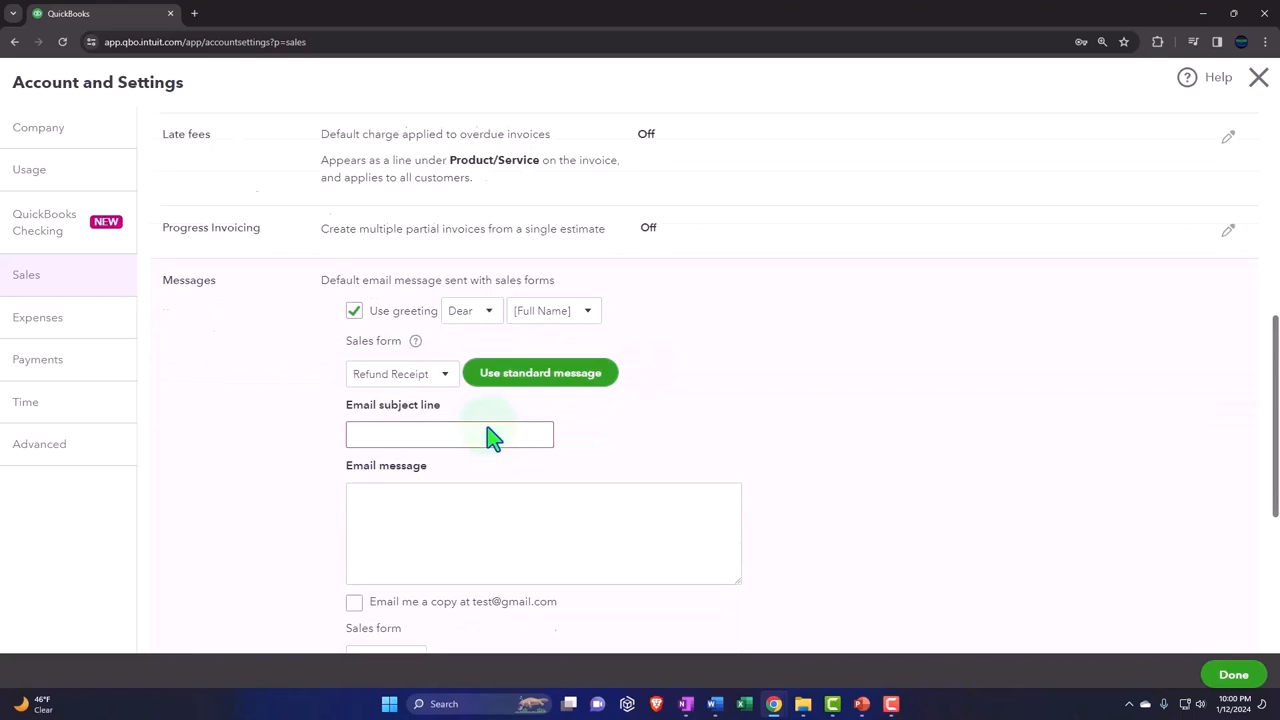 QuickBooks
app.qbo.intuit.com/app/accountsettings?p=sales
Account and Settings
Help
Company
Usage
QuickBooks
Checking
NEW
Sales
Expenses
Payments
Time
Advanced
Late fees
Default charge applied to overdue invoices
Off
Appears as a line under Product/Service on the invoice,
and applies to all customers.
Progress Invoicing
Create multiple partial invoices from a single estimate
Off
Messages
Default email message sent with sales forms
Use greeting
Dear
[Full Name]
Sales form
Refund Receipt
Use standard message
Email subject line
Email message
Email me a copy at test@gmail.com
Sales form
Done
46°F
Clear
Search
10:00 PM
1/12/2024